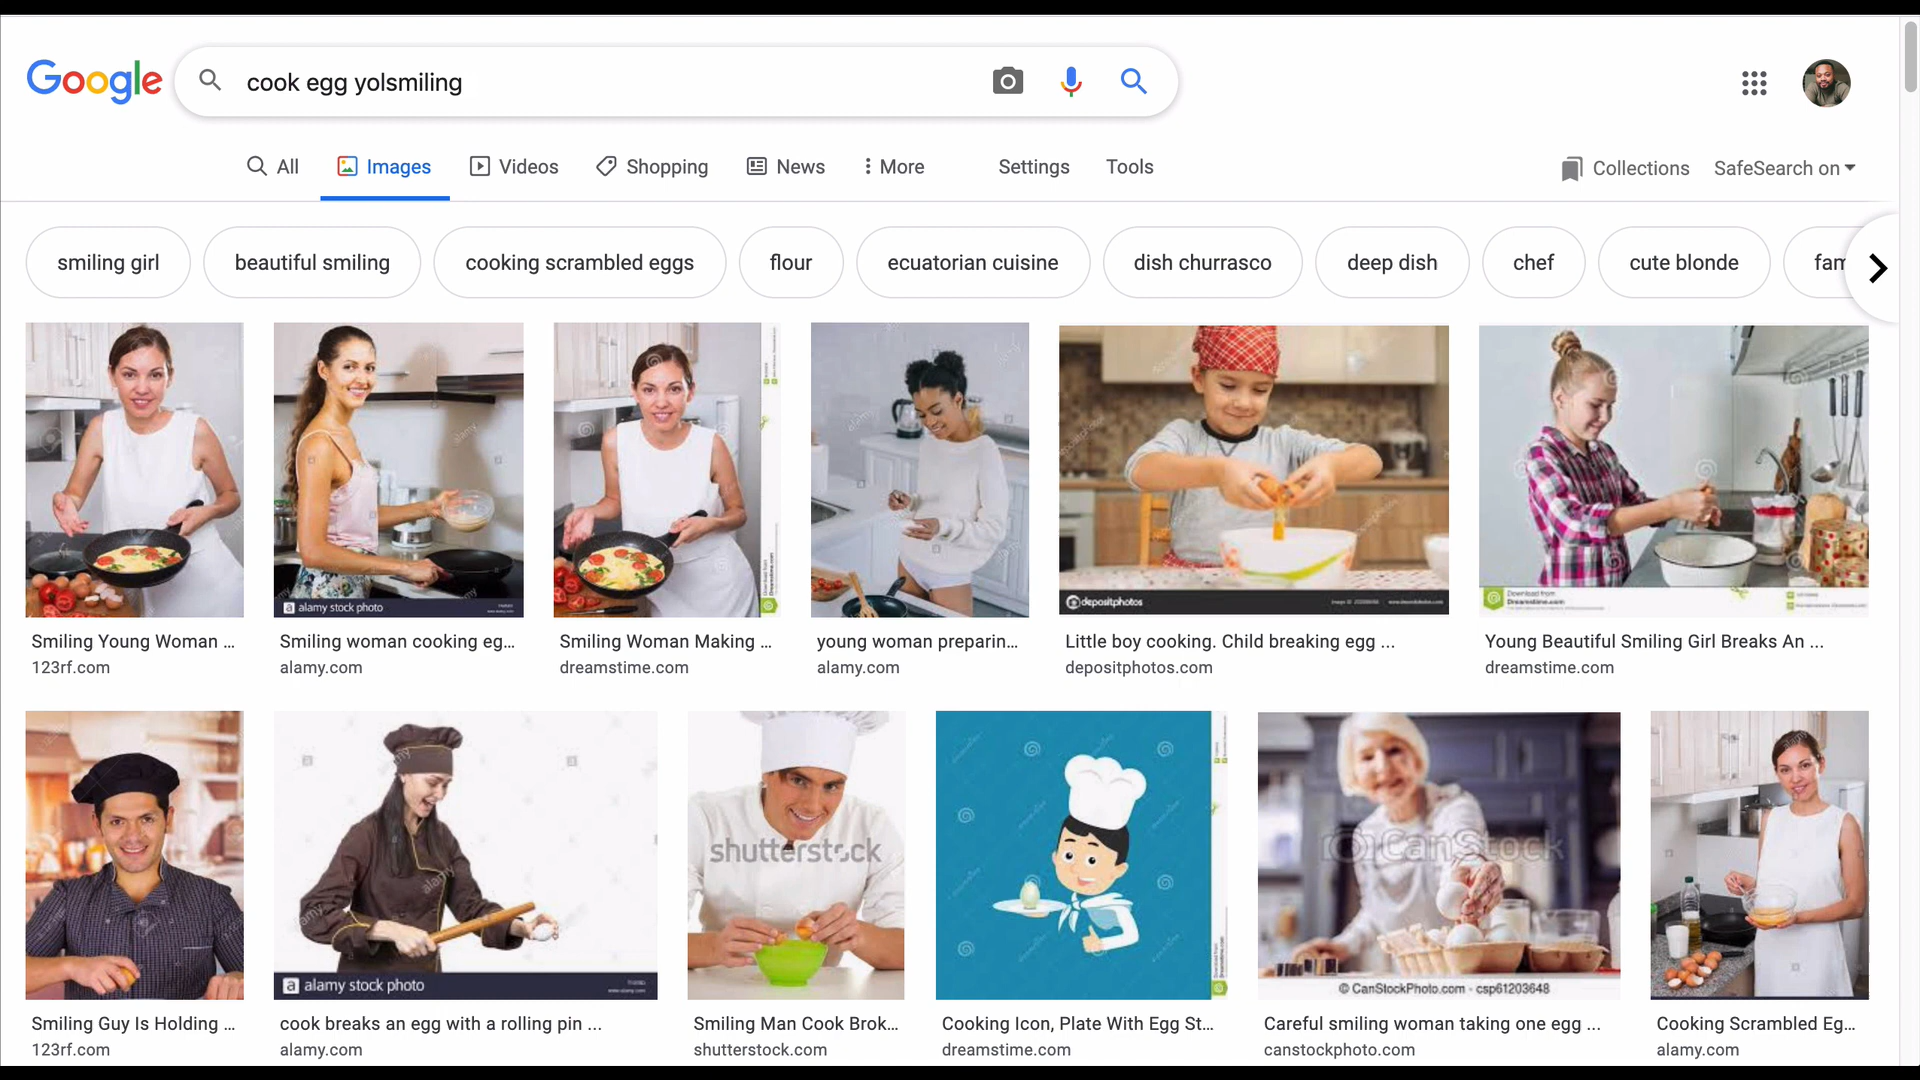 Google
cook egg yolsmiling
All
Images
Videos
Shopping
News
More
Settings
Tools
Collections
SafeSearch on
smiling girl
beautiful smiling
cooking scrambled eggs
flour
ecuatorian cuisine
dish churrasco
deep dish
chef
cute blonde
fam
a alamy stock photo
depositphotos
Download from
Dreamstime.com
Smiling Young Woman ...
123rf.com
Smiling woman cooking eg...
alamy.com
Smiling Woman Making ...
dreamstime.com
young woman preparin...
alamy.com
Little boy cooking. Child breaking egg ...
depositphotos.com
Young Beautiful Smiling Girl Breaks An ...
dreamstime.com
alamy
a alamy stock photo
shutterstock
CanStock
© CanStockPhoto.com - csp61203648
Smiling Guy Is Holding ...
123rf.com
cook breaks an egg with a rolling pin ...
alamy.com
Smiling Man Cook Brok...
shutterstock.com
Cooking Icon, Plate With Egg St...
dreamstime.com
Careful smiling woman taking one egg ...
canstockphoto.com
Cooking Scrambled Eg...
alamy.com